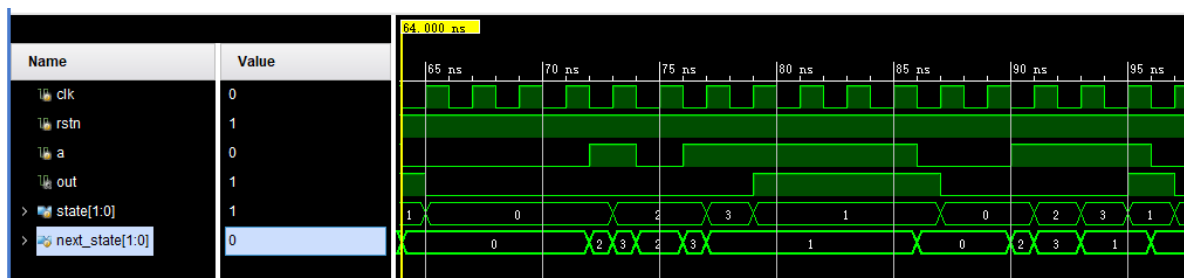 64.000 ns
Name Value
65 ns 70 ns 75 ns 80 ns 85 ns 90 ns 95 ns
clk 0
rstn 1
a 0
out 1
state[1:0] 1 1 0 2 3 1 0 2 3 1
next_state[1:0] 0 0 2 3 2 3 1 0 2 3 1